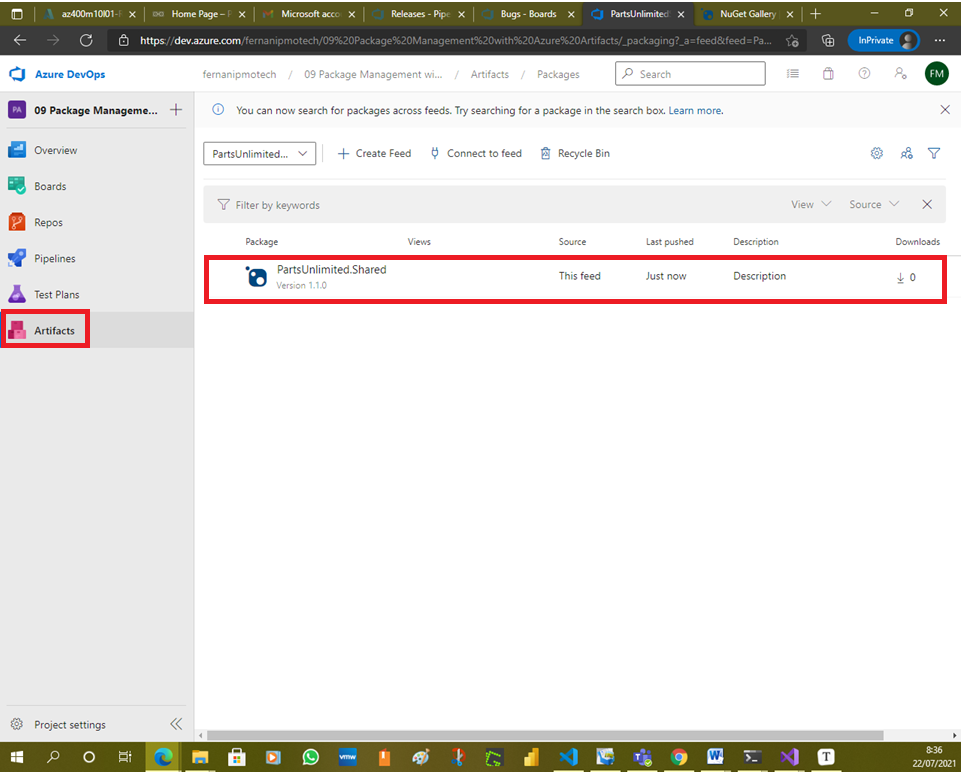 az400m10l01-F
Home Page – F
Microsoft acco
Releases - Pipe
Bugs - Boards
PartsUnlimited.
NuGet Gallery
https://dev.azure.com/fernanipmotech/09%20Package%20Management%20with%20Azure%20Artifacts/_packaging?_a=feed&feed=Pa...
InPrivate
Azure DevOps
fernanipmotech / 09 Package Management wi... / Artifacts / Packages
Search
FM
PA
09 Package Manageme...
You can now search for packages across feeds. Try searching for a package in the search box. Learn more.
PartsUnlimited...
Create Feed
Connect to feed
Recycle Bin
Overview
Boards
Repos
Pipelines
Test Plans
Artifacts
Filter by keywords
View
Source
Package Views Source Last pushed Description Downloads
PartsUnlimited.Shared This feed Just now Description 0
Version 1.1.0
Project settings
vmw
8:36
22/07/2021